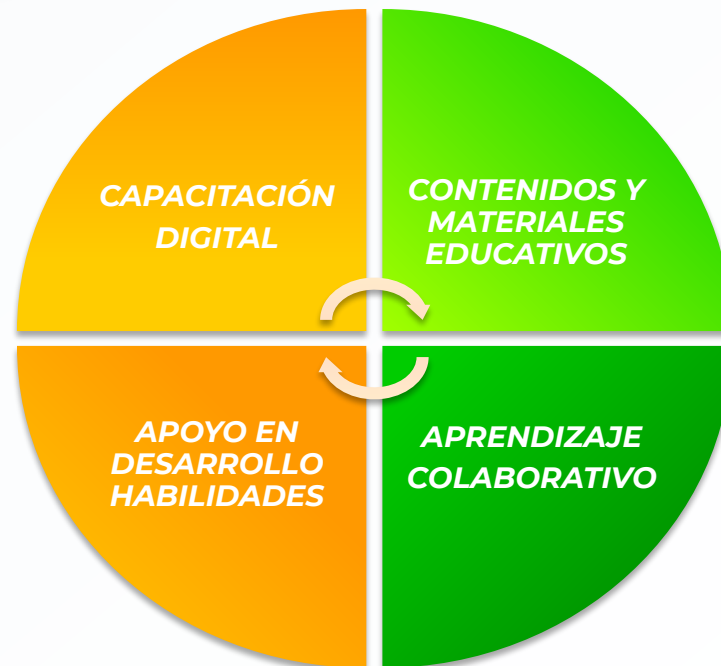 CAPACITACIÓN
DIGITAL
CONTENIDOS Y
MATERIALES
EDUCATIVOS
APOYO EN
DESARROLLO
HABILIDADES
APRENDIZAJE
COLABORATIVO